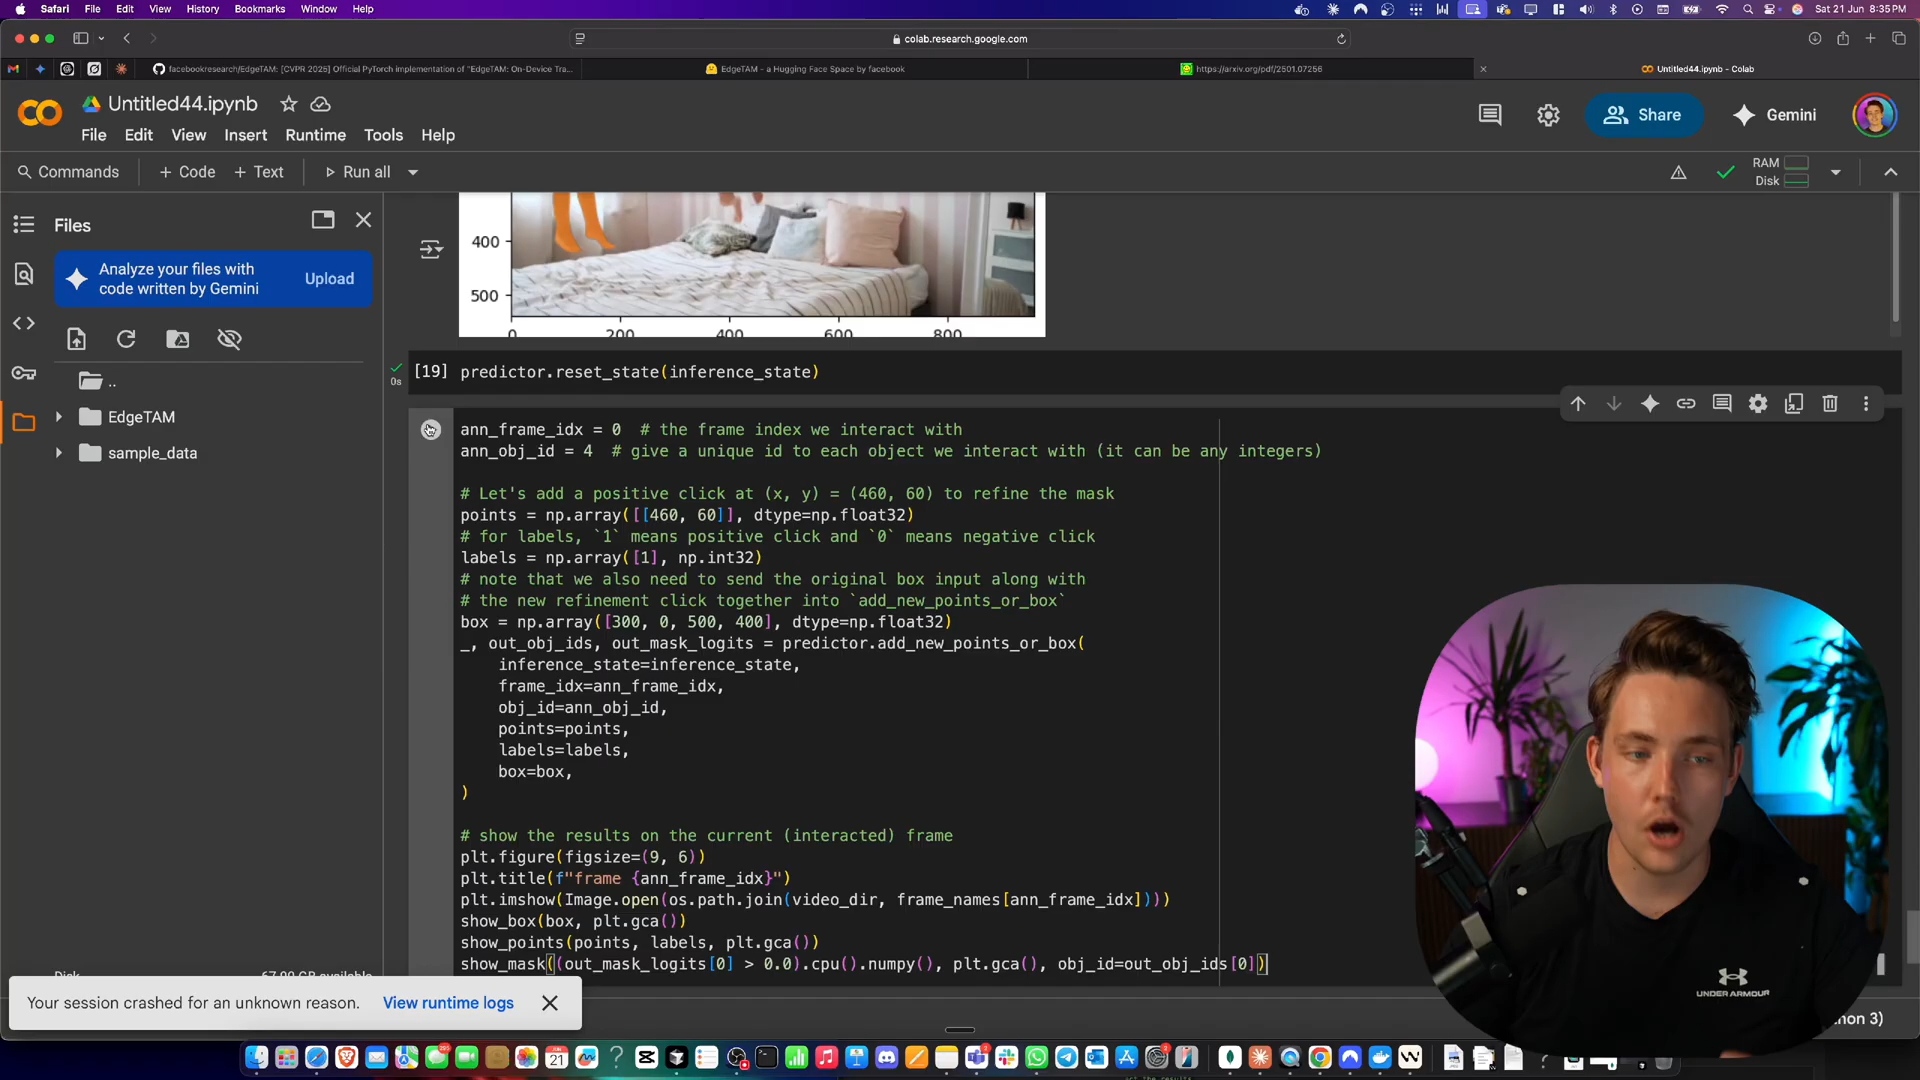 Safari File Edit View History Bookmarks Window Help
Sat 21 Jun 8:35 PM
colab.research.google.com
facebookresearch/EdgeTAM: [CVPR 2025] Official PyTorch implementation of "EdgeTAM: On-Device Tra...
EdgeTAM - a Hugging Face Space by facebook
https://arxiv.org/pdf/2501.07256
Untitled44.ipynb - Colab
Untitled44.ipynb
File Edit View Insert Runtime Tools Help
Share
Gemini
Commands
+ Code + Text
Run all
RAM
Disk
Files
Analyze your files with
code written by Gemini
Upload
..
EdgeTAM
sample_data
400
500
0 200 400 600 800
0s
[19] predictor.reset_state(inference_state)
ann_frame_idx = 0 # the frame index we interact with
ann_obj_id = 4 # give a unique id to each object we interact with (it can be any integers)
# Let's add a positive click at (x, y) = (460, 60) to refine the mask
points = np.array([[460, 60]], dtype=np.float32)
# for labels, `1` means positive click and `0` means negative click
labels = np.array([1], np.int32)
# note that we also need to send the original box input along with
# the new refinement click together into `add_new_points_or_box`
box = np.array([300, 0, 500, 400], dtype=np.float32)
_, out_obj_ids, out_mask_logits = predictor.add_new_points_or_box(
inference_state=inference_state,
frame_idx=ann_frame_idx,
obj_id=ann_obj_id,
points=points,
labels=labels,
box=box,
)
# show the results on the current (interacted) frame
plt.figure(figsize=(9, 6))
plt.title(f"frame {ann_frame_idx}")
plt.imshow(Image.open(os.path.join(video_dir, frame_names[ann_frame_idx])))
show_box(box, plt.gca())
show_points(points, labels, plt.gca())
show_mask((out_mask_logits[0] > 0.0).cpu().numpy(), plt.gca(), obj_id=out_obj_ids[0])
Disk 67.99 GB available
Your session crashed for an unknown reason. View runtime logs
UNDER ARMOUR
hon 3)